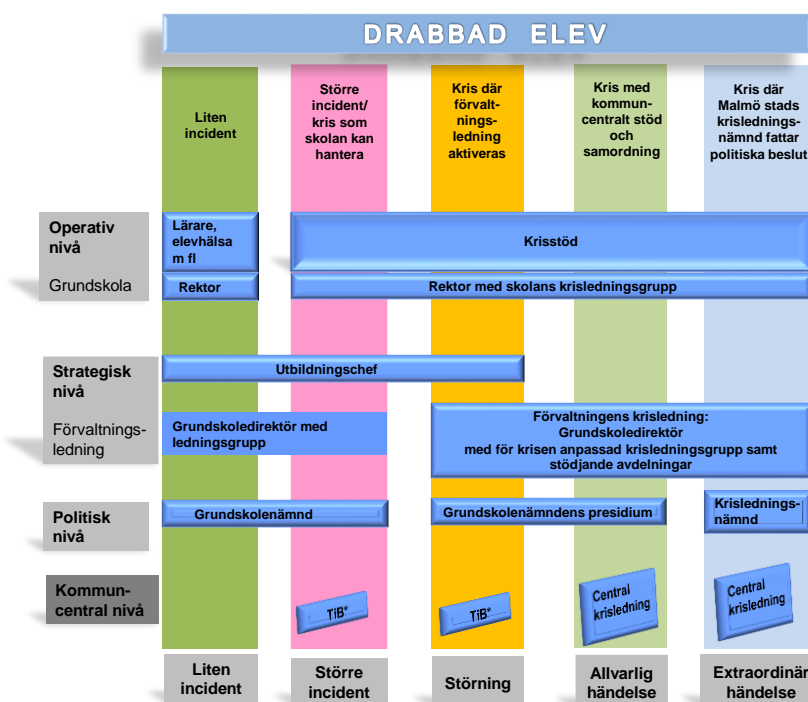 DRABBAD ELEV
Liten
incident
Större
incident/
kris som
skolan kan
hantera
Kris där
förvalt-
nings-
ledning
aktiveras
Kris med
kommun-
centralt stöd
och
samordning
Kris där
Malmö stads
krislednings-
nämnd fattar
politiska beslut
Operativ
nivå
Grundskola
Lärare,
elevhälsa
m fl
Krisstöd
Rektor
Rektor med skolans krisledningsgrupp
Strategisk
nivå
Förvaltnings-
ledning
Utbildningschef
Grundskoledirektör med
ledningsgrupp
Förvaltningens krisledning:
Grundskoledirektör
med för krisen anpassad krisledningsgrupp samt
stödjande avdelningar
Politisk
nivå
Grundskolenämnd
Grundskolenämndens presidium
Krislednings-
nämnd
Kommun-
central nivå
TiB*
TiB*
Central
krisledning
Central
krisledning
Liten
incident
Större
incident
Störning
Allvarlig
händelse
Extraordinär
händelse